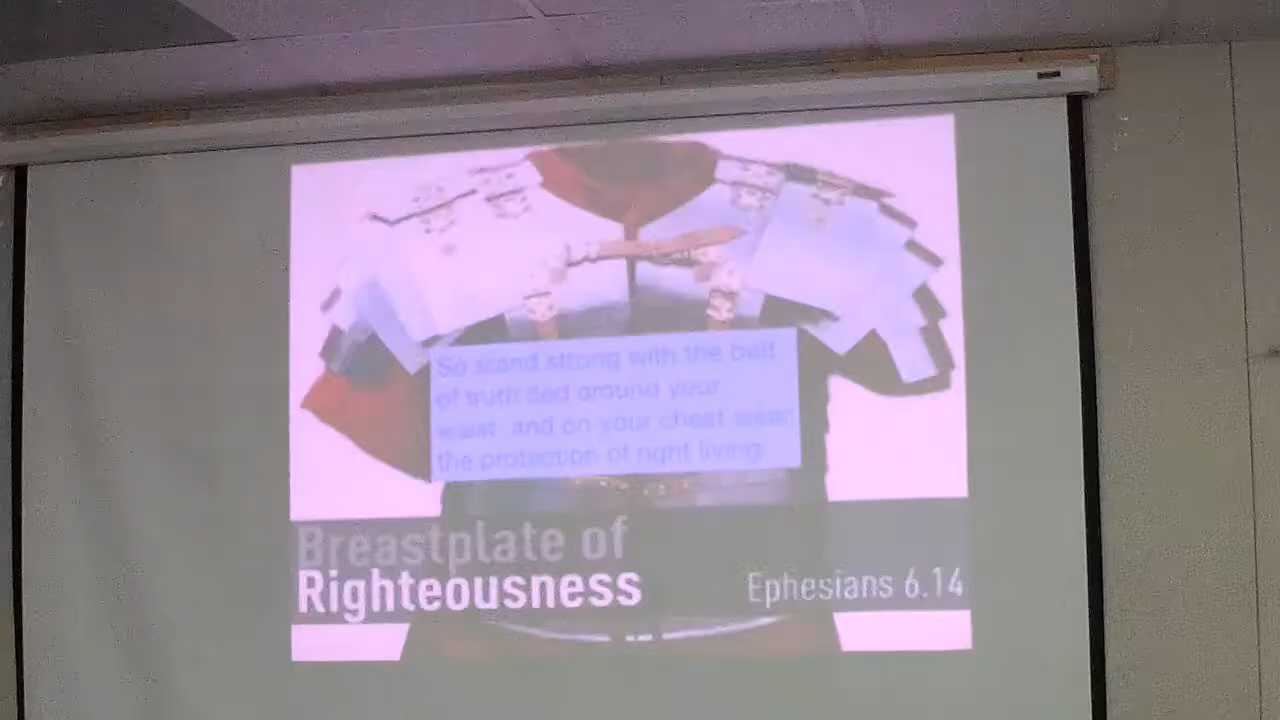 So stand strong with the belt
of truth tied around your
waist and on your chest wear
the protection of right living
Breastplate of
Righteousness
Ephesians 6.14